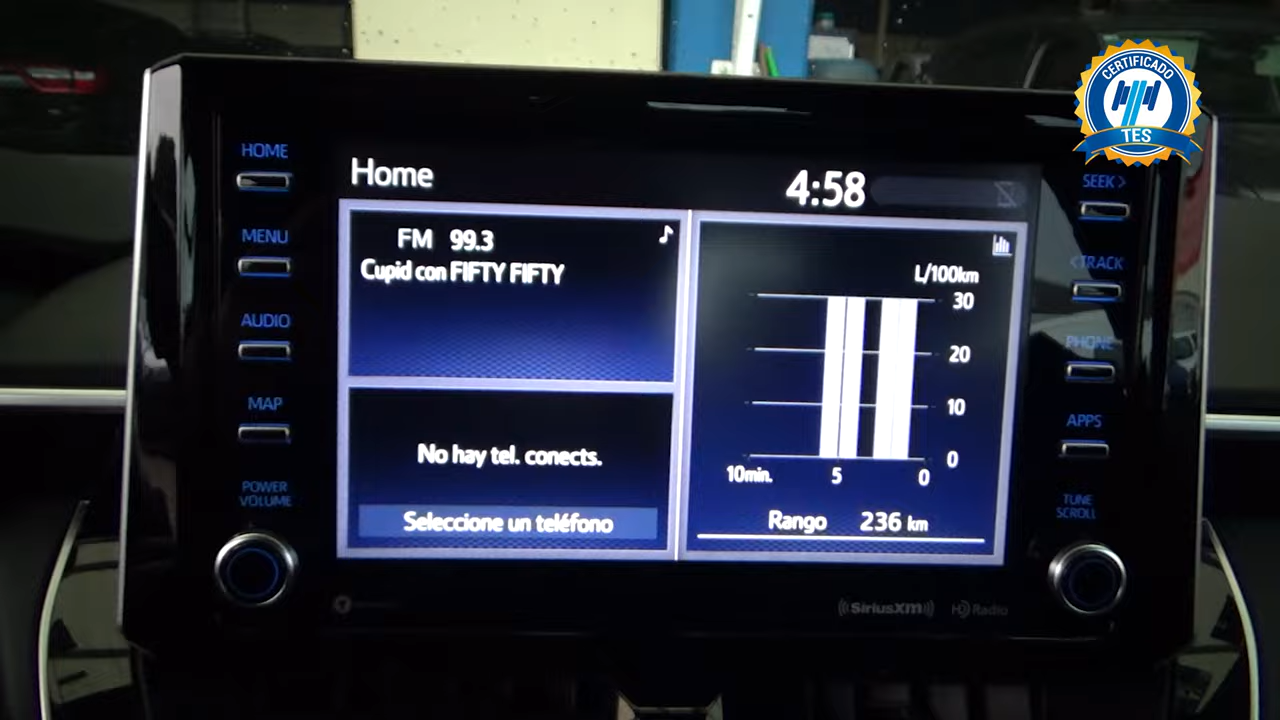 CERTIFICADO
TES
HOME
MENU
AUDIO
MAP
POWER
VOLUME
Home
4:58
FM 99.3
Cupid con FIFTY FIFTY
No hay tel. conects.
Seleccione un teléfono
L/100km
30
20
10
0
10min. 5 0
Rango 236 km
SEEK >
< TRACK
PHONE
APPS
TUNE
SCROLL
SiriusXM
HD Radio